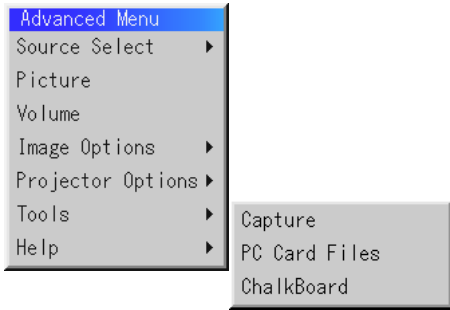 Advanced Menu
Source Select
Picture
Volume
Image Options
Projector Options
Tools
Help
Capture
PC Card Files
ChalkBoard